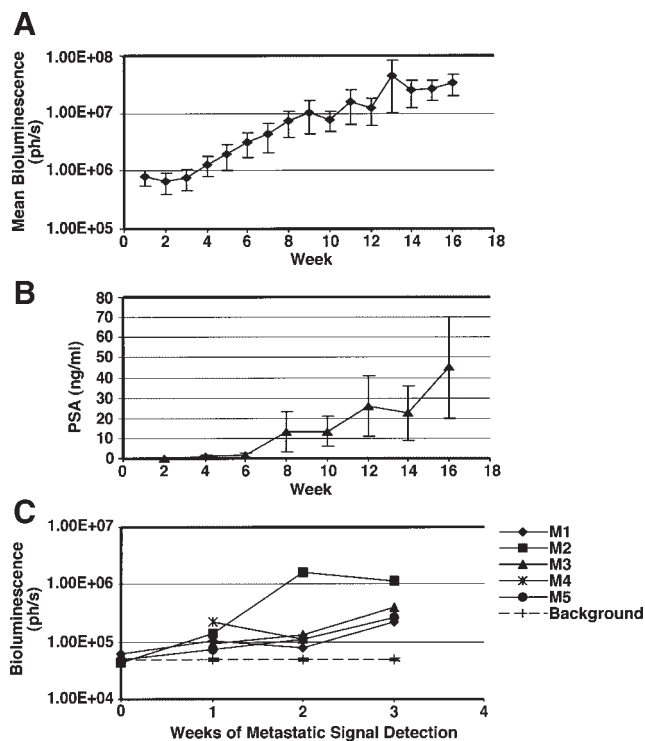 A
Mean Bioluminescence
(ph/s)
1.00E+08
1.00E+07
1.00E+06
1.00E+05
0 2 4 6 8 10 12 14 16 18
Week
B
PSA (ng/ml)
80
70
60
50
40
30
20
10
0
0 2 4 6 8 10 12 14 16 18
Week
C
Bioluminescence
(ph/s)
1.00E+07
1.00E+06
1.00E+05
1.00E+04
0 1 2 3 4
Weeks of Metastatic Signal Detection
M1
M2
M3
M4
M5
Background